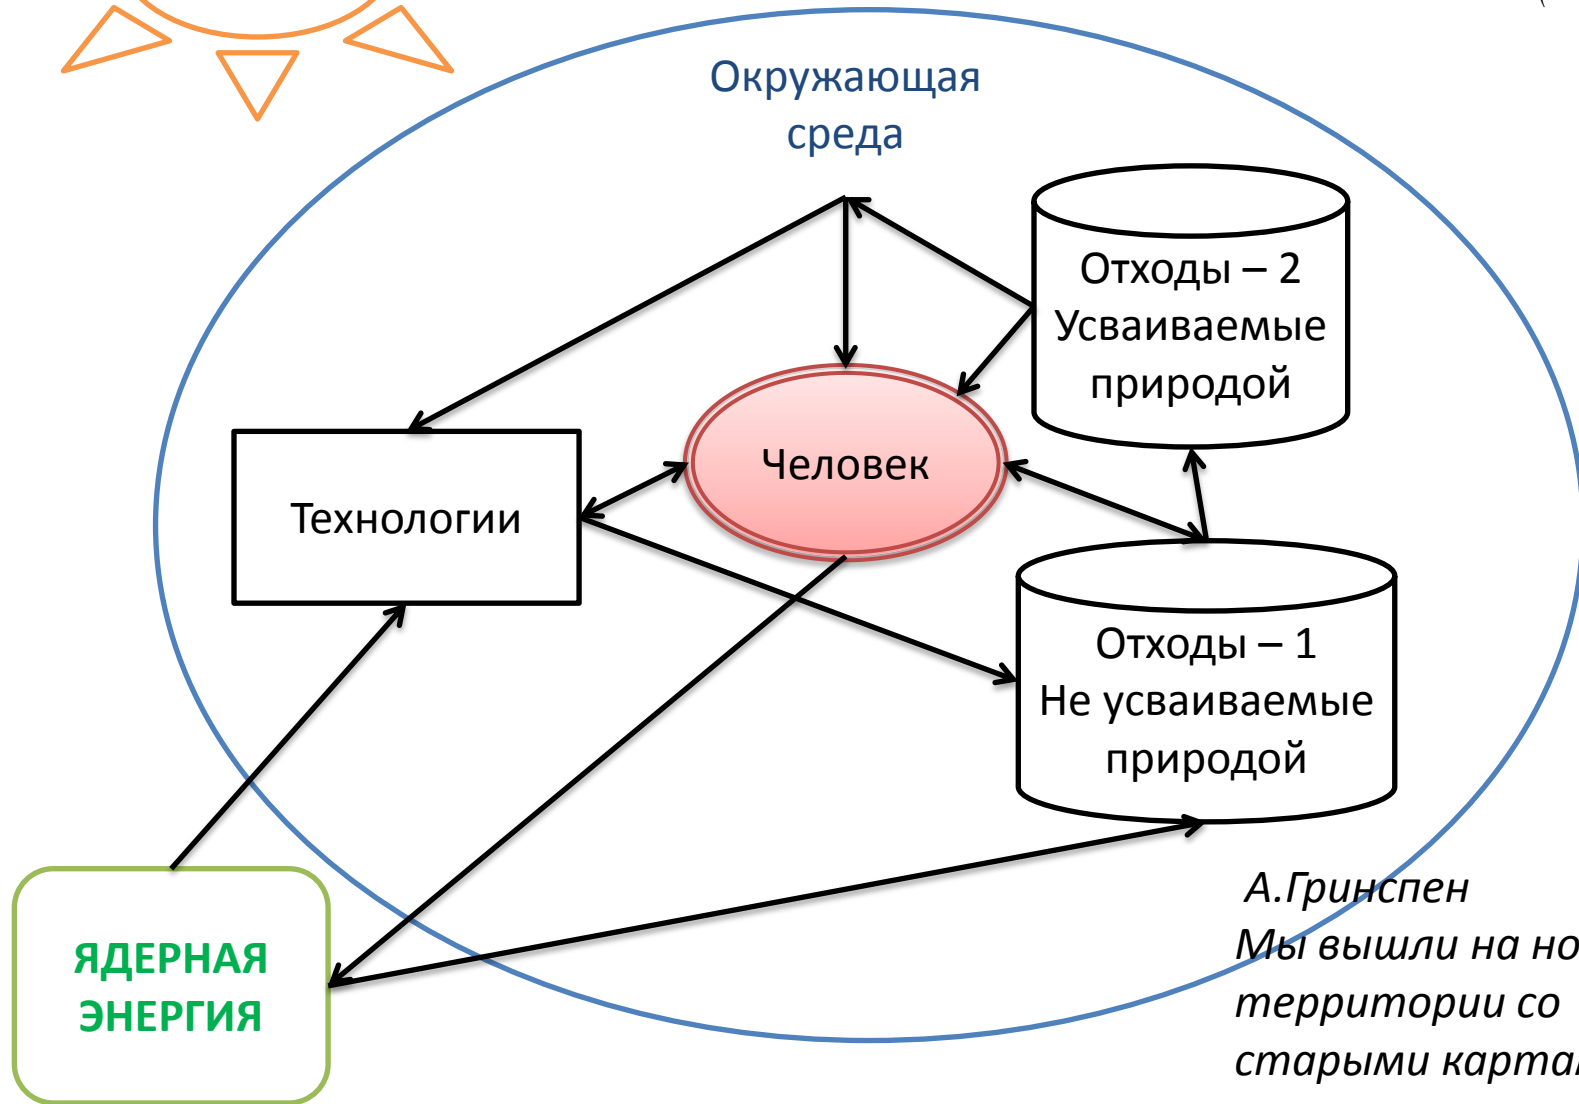 Окружающая
среда
Отходы – 2
Усваиваемые
природой
Человек
Технологии
Отходы – 1
Не усваиваемые
природой
ЯДЕРНАЯ
ЭНЕРГИЯ
А.Гринспен
Мы вышли на
территории со
старыми